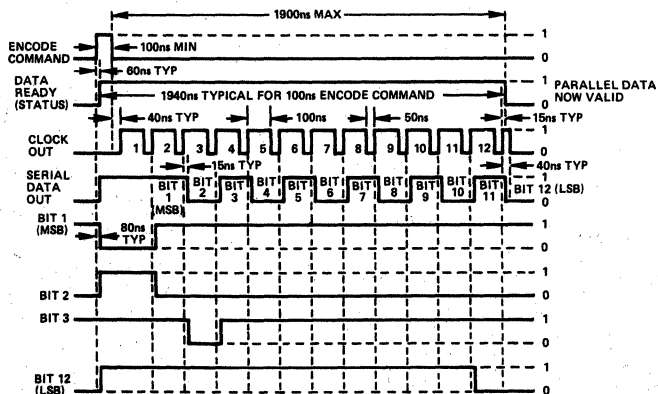 1900ns MAX
ENCODE
COMMAND
100ns MIN
1
0
60ns TYP
DATA
READY
(STATUS)
1940ns TYPICAL FOR 100ns ENCODE COMMAND
1
0
PARALLEL DATA
NOW VALID
40ns TYP
100ns
50ns
15ns TYP
CLOCK
OUT
1 2 3 4 5 6 7 8 9 10 11 12
1
0
15ns TYP
40ns TYP
SERIAL
DATA
OUT
BIT
1
(MSB)
BIT
2
BIT
3
BIT
4
BIT
5
BIT
6
BIT
7
BIT
8
BIT
9
BIT
10
BIT
11
1
0
BIT 12 (LSB)
BIT 1
(MSB)
80ns
TYP
1
0
BIT 2
1
0
BIT 3
1
0
BIT 12
(LSB)
1
0